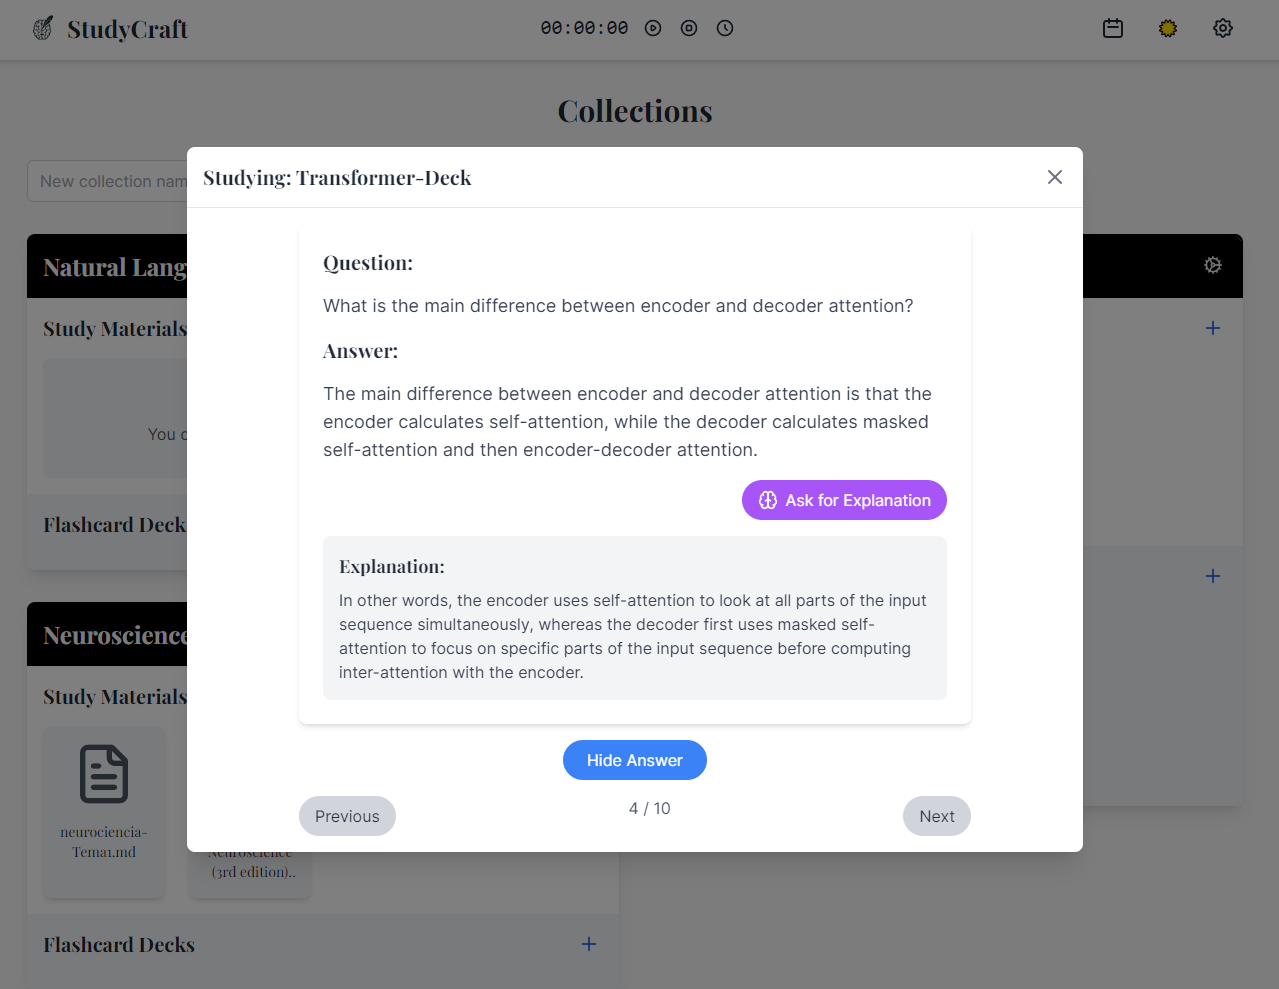 StudyCraft
00:00:00
Collections
New collection nam
Studying: Transformer-Deck
Natural Lang
Question:
What is the main difference between encoder and decoder attention?
Study Materials
Answer:
The main difference between encoder and decoder attention is that the
encoder calculates self-attention, while the decoder calculates masked
self-attention and then encoder-decoder attention.
You c
Ask for Explanation
Flashcard Deck
Explanation:
In other words, the encoder uses self-attention to look at all parts of the input
sequence simultaneously, whereas the decoder first uses masked self-
attention to focus on specific parts of the input sequence before computing
inter-attention with the encoder.
Neuroscience
Study Materials
Hide Answer
Previous
4 / 10
Next
neurociencia-
Tema1.md
Neuroscience
(3rd edition)..
Flashcard Decks